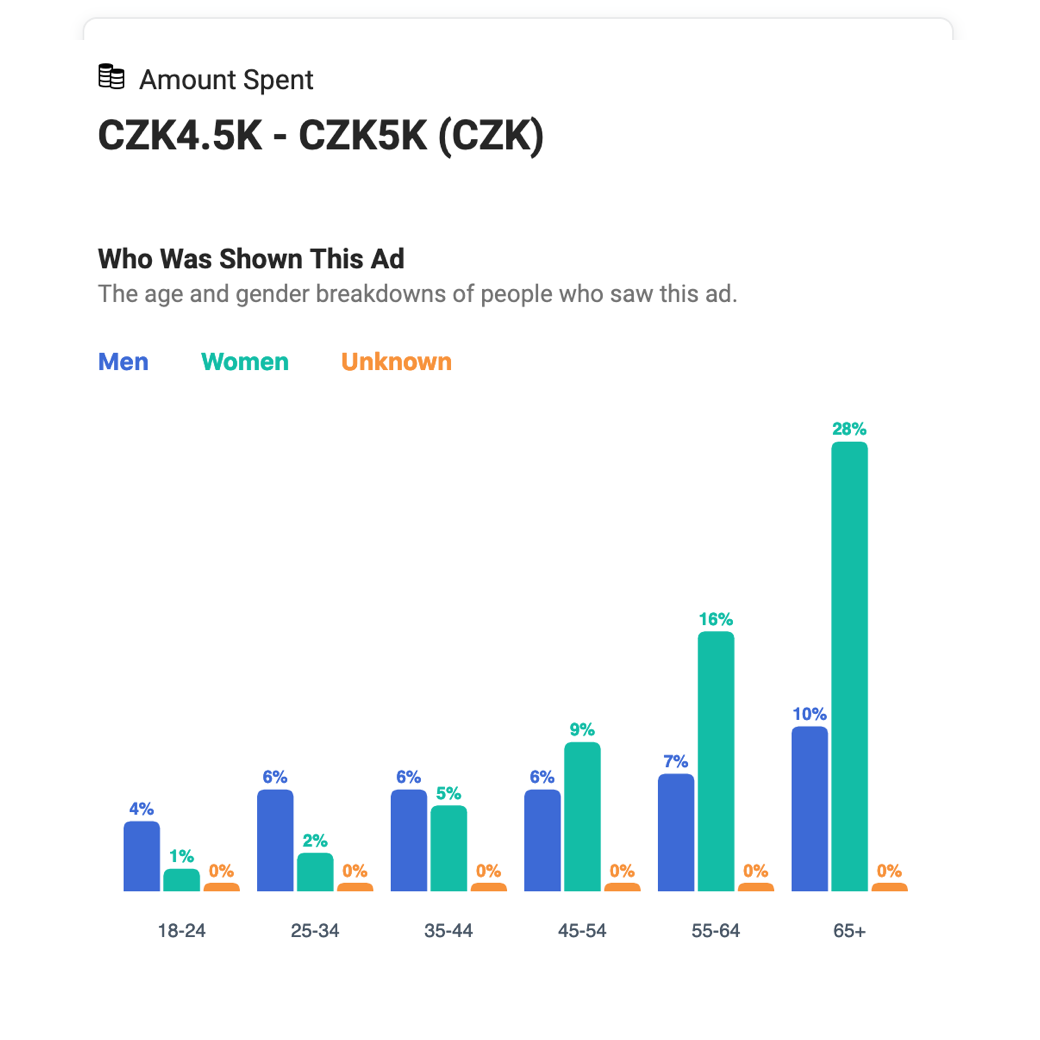 Amount Spent
CZK4.5K - CZK5K (CZK)
Who Was Shown This Ad
The age and gender breakdowns of people who saw this ad.
Men Women Unknown
28%
16%
10%
9%
7%
6% 6% 5% 6%
4%
2%
1% 0% 0% 0% 0% 0% 0%
18-24 25-34 35-44 45-54 55-64 65+